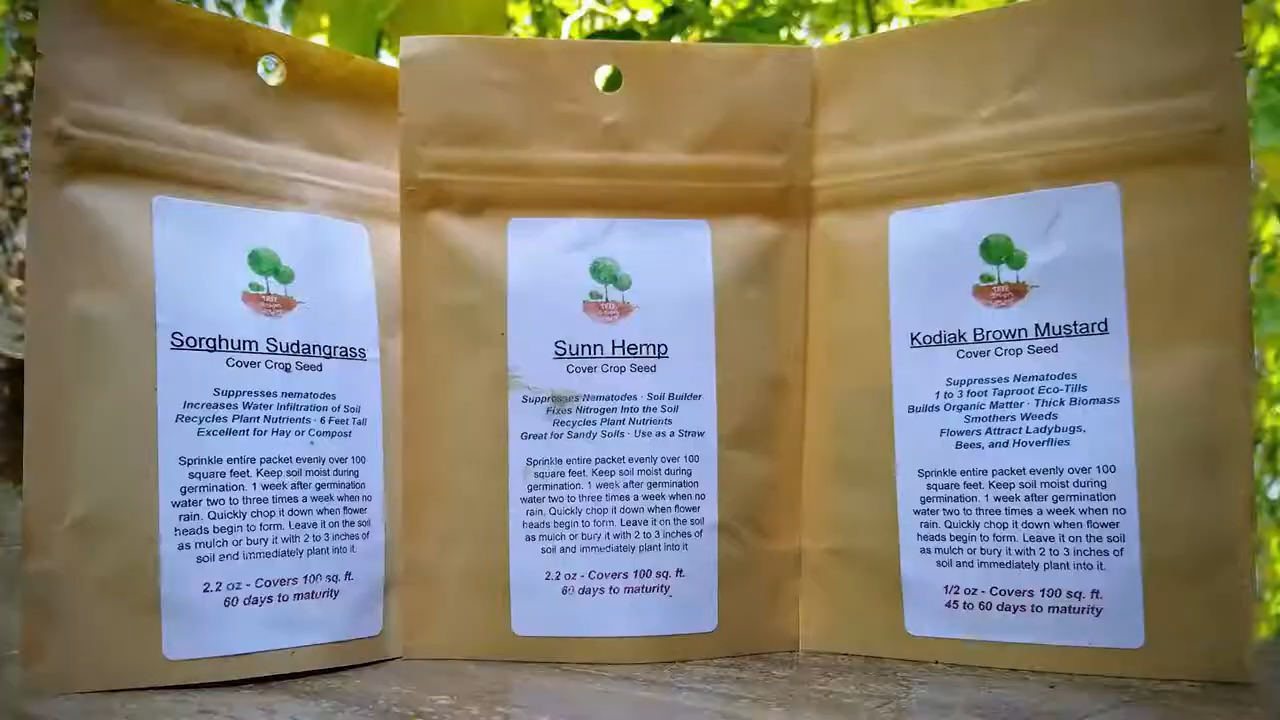 Sorghum Sudangrass
Cover Crop Seed
Suppresses nematodes
Increases Water Infiltration of Soil
Recycles Plant Nutrients · 6 Feet Tall
Excellent for Hay or Compost
Sprinkle entire packet evenly over 100
square feet. Keep soil moist during
germination. 1 week after germination
water two to three times a week when no
rain. Quickly chop it down when flower
heads begin to form. Leave it on the soil
as mulch or bury it with 2 to 3 inches of
soil and immediately plant into it.
2.2 oz - Covers 100 sq. ft.
60 days to maturity
TREE
Sunn Hemp
Cover Crop Seed
Suppresses Nematodes · Soil Builder
Fixes Nitrogen Into the Soil
Recycles Plant Nutrients
Great for Sandy Soils · Use as a Straw
Sprinkle entire packet evenly over 100
square feet. Keep soil moist during
germination. 1 week after germination
water two to three times a week when no
rain. Quickly chop it down when flower
heads begin to form. Leave it on the soil
as mulch or bury it with 2 to 3 inches of
soil and immediately plant into it
2.2 oz - Covers 100 sq. ft.
60 days to maturity
Kodiak Brown Mustard
Cover Crop Seed
Suppresses Nematodes
1 to 3 foot Taproot Eco-Tills
Builds Organic Matter · Thick Biomass
Smothers Weeds
Flowers Attract Ladybugs,
Bees, and Hoverflies
Sprinkle entire packet evenly over 100
square feet. Keep soil moist during
germination. 1 week after germination
water two to three times a week when no
rain. Quickly chop it down when flower
heads begin to form. Leave it on the soil
as mulch or bury it with 2 to 3 inches of
soil and immediately plant into it.
1/2 oz - Covers 100 sq. ft.
45 to 60 days to maturity